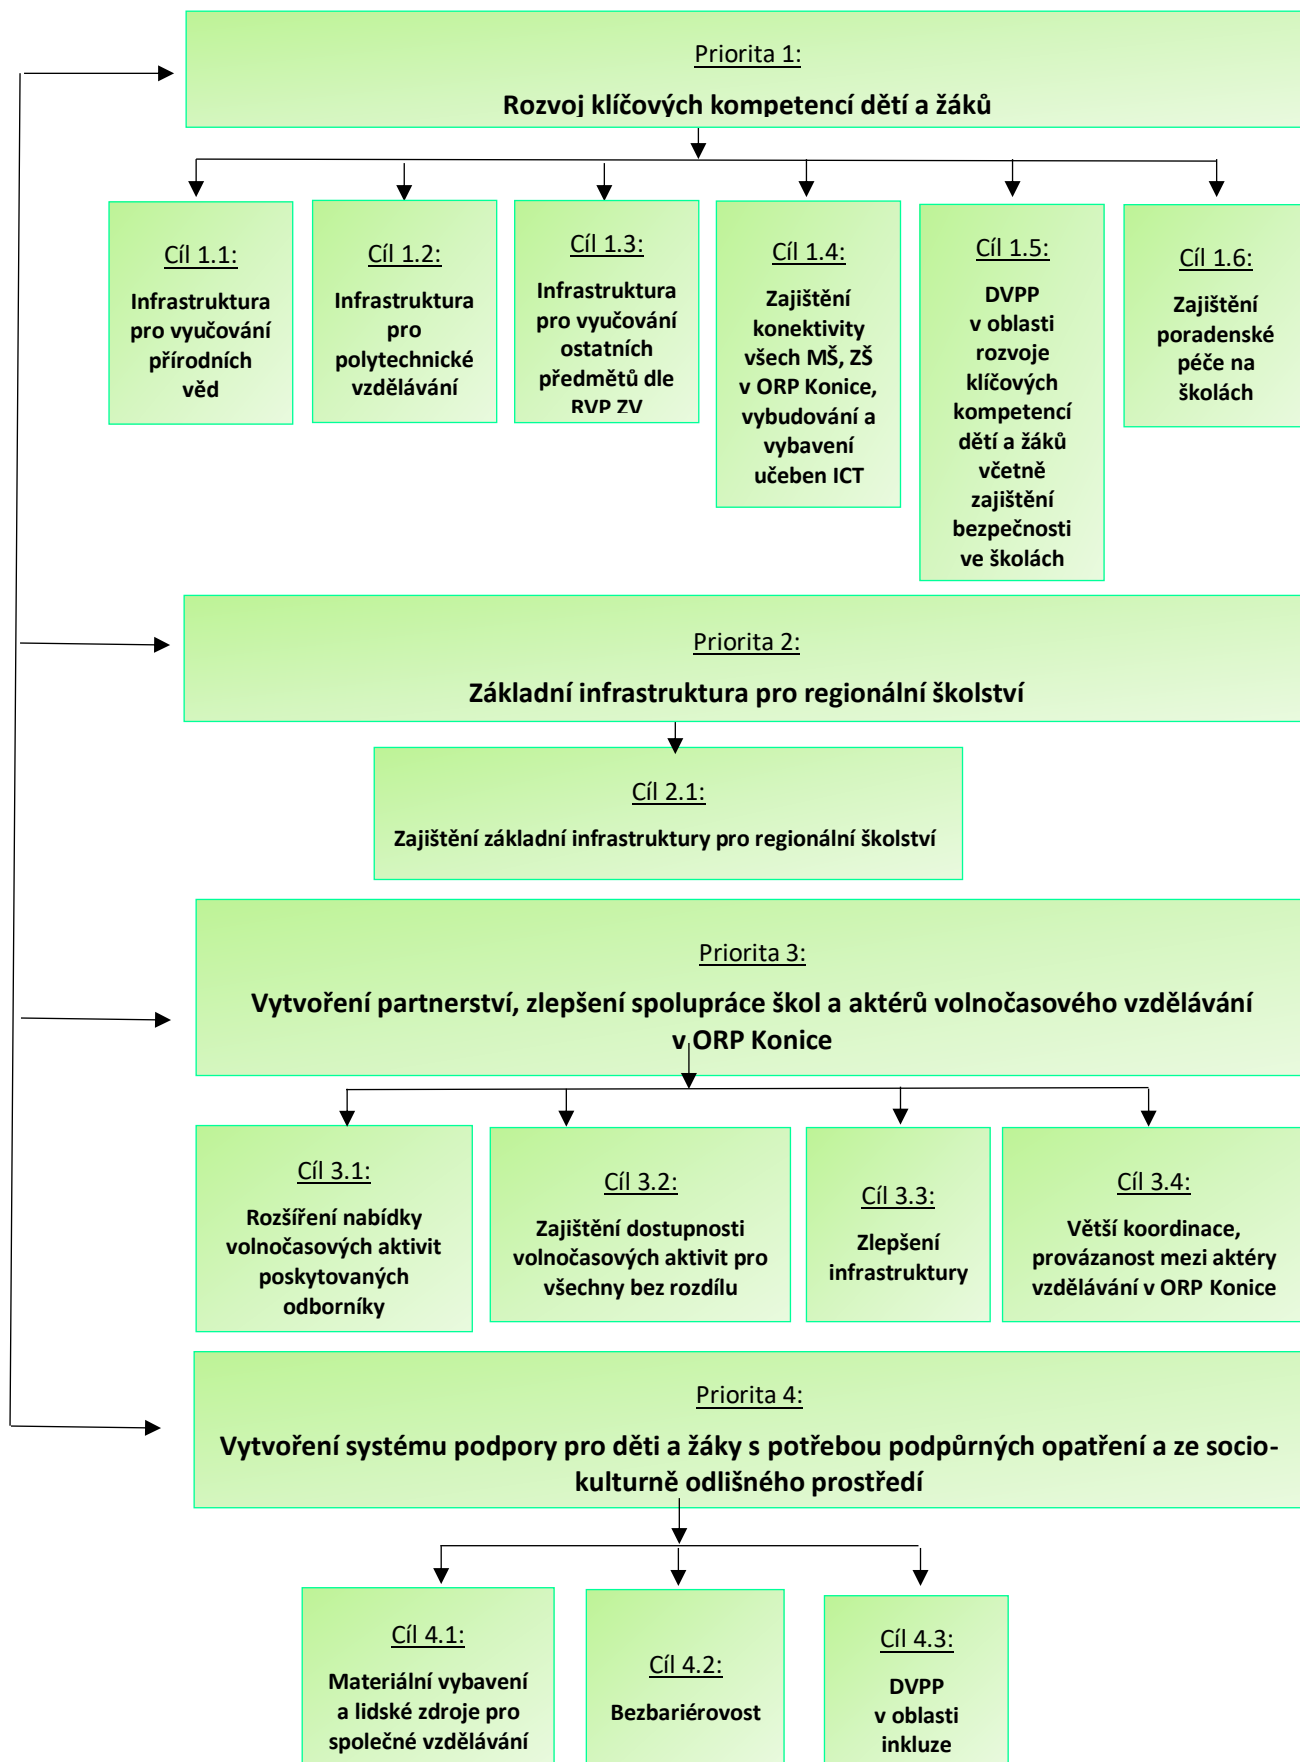 Priorita 1:
Rozvoj klíčových kompetencí dětí a žáků
Cíl 1.1:
Infrastruktura
pro vyučování
přírodních
věd
Cíl 1.2:
Infrastruktura
pro
polytechnické
vzdělávání
Cíl 1.3:
Infrastruktura
pro vyučování
ostatních
předmětů dle
RVP ZV
Cíl 1.4:
Zajištění
konektivity
všech MŠ, ZŠ
v ORP Konice,
vybudování a
vybavení
učeben ICT
Cíl 1.5:
DVPP
v oblasti
rozvoje
klíčových
kompetencí
dětí a žáků
včetně
zajištění
bezpečnosti
ve školách
Cíl 1.6:
Zajištění
poradenské
péče na
školách
Priorita 2:
Základní infrastruktura pro regionální školství
Cíl 2.1:
Zajištění základní infrastruktury pro regionální školství
Priorita 3:
Vytvoření partnerství, zlepšení spolupráce škol a aktérů volnočasového vzdělávání
v ORP Konice
Cíl 3.1:
Rozšíření nabídky
volnočasových aktivit
poskytovaných
odborníky
Cíl 3.2:
Zajištění dostupnosti
volnočasových aktivit pro
všechny bez rozdílu
Cíl 3.3:
Zlepšení
infrastruktury
Cíl 3.4:
Větší koordinace,
provázanost mezi aktéry
vzdělávání v ORP Konice
Priorita 4:
Vytvoření systému podpory pro děti a žáky s potřebou podpůrných opatření a ze socio-
kulturně odlišného prostředí
Cíl 4.1:
Materiální vybavení
a lidské zdroje pro
společné vzdělávání
Cíl 4.2:
Bezbariérovost
Cíl 4.3:
DVPP
v oblasti
inkluze